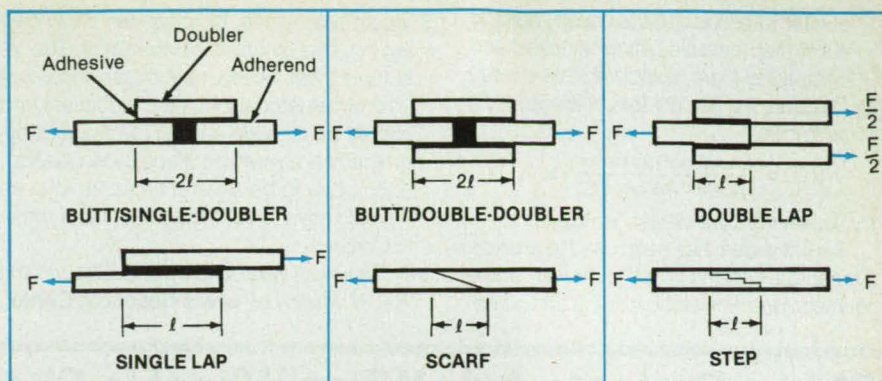 Doubler
Adhesive
Adherend
F
F
2ℓ
BUTT/SINGLE-DOUBLER
F
F
2ℓ
BUTT/DOUBLE-DOUBLER
F
F/2
F/2
ℓ
DOUBLE LAP
F
F
ℓ
SINGLE LAP
F
F
ℓ
SCARF
F
F
ℓ
STEP